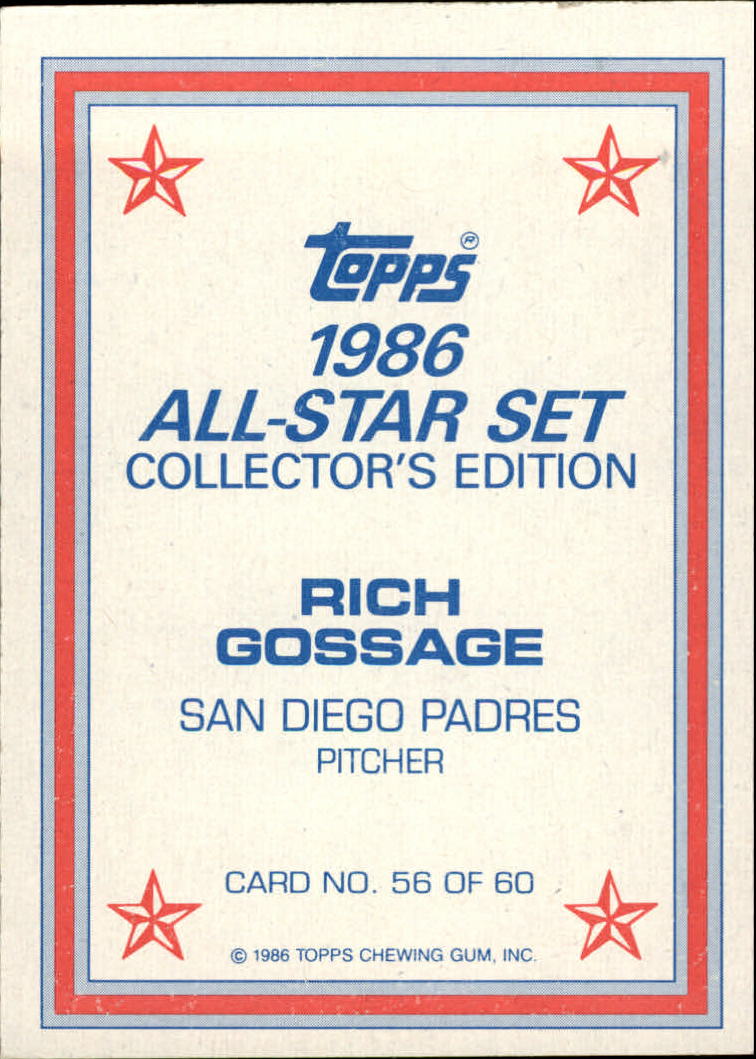 TOPPS®
1986
ALL-STAR SET
COLLECTOR'S EDITION
RICH
GOSSAGE
SAN DIEGO PADRES
PITCHER
CARD NO. 56 OF 60
© 1986 TOPPS CHEWING GUM, INC.